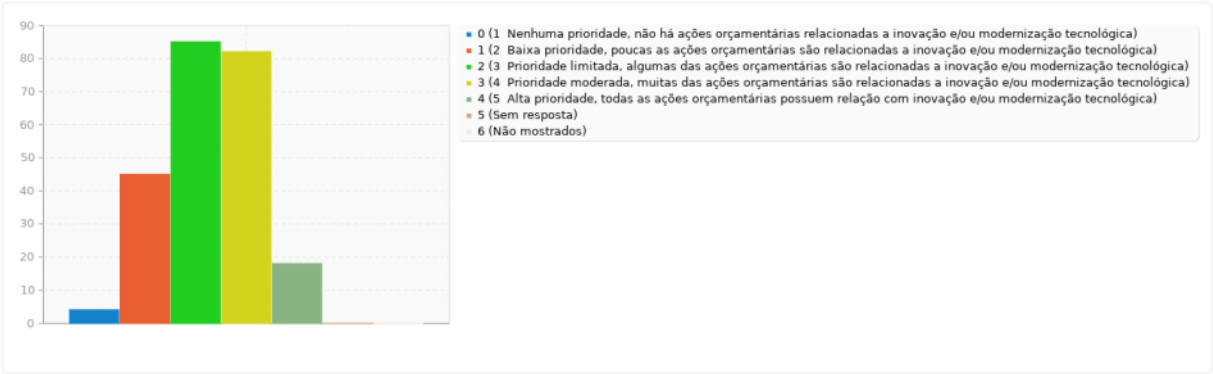 90
80
70
60
50
40
30
20
10
0
0 (1 Nenhuma prioridade, não há ações orçamentárias relacionadas a inovação e/ou modernização tecnológica)
1 (2 Baixa prioridade, poucas as ações orçamentárias são relacionadas a inovação e/ou modernização tecnológica)
2 (3 Prioridade limitada, algumas das ações orçamentárias são relacionadas a inovação e/ou modernização tecnológica)
3 (4 Prioridade moderada, muitas das ações orçamentárias são relacionadas a inovação e/ou modernização tecnológica)
4 (5 Alta prioridade, todas as ações orçamentárias possuem relação com inovação e/ou modernização tecnológica)
5 (Sem resposta)
6 (Não mostrados)